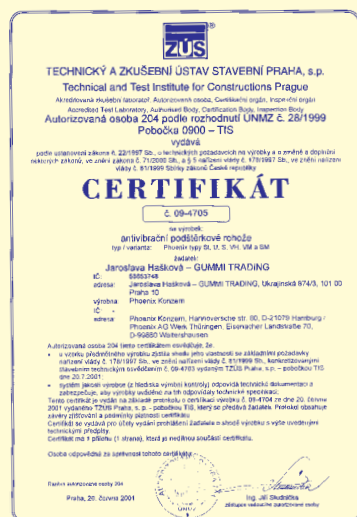 ZÚS
TECHNICKÝ A ZKUŠEBNÍ ÚSTAV STAVEBNÍ PRAHA, s.p.
Technical and Test Institute for Constructions Prague
Akreditovaná zkušební laboratoř, Autorizovaná osoba, Certifikační orgán, Inspekční orgán
Accredited Test Laboratory, Authorised Body, Certification Body, Inspection Body
Autorizovaná osoba 204 podle rozhodnutí ÚNMZ č. 28/1999
Pobočka 0900 – TIS
vydává
podle ustanovení zákona č. 22/1997 Sb., o technických požadavcích na výrobky a o změně a doplnění
některých zákonů, ve znění zákona č. 71/2000 Sb., a § 5 nařízení vlády č. 178/1997 Sb., ve znění nařízení
vlády č. 81/1999 Sbírky zákonů České republiky
CERTIFIKÁT
č. 09-4705
na výrobek:
antivibrační podštěrkové rohože
typ / varianta: Phoenix typy SI, U, S, VH, VM a SM
žadatel:
Jaroslava Hašková – GUMMI TRADING
IČ:
adresa: Jaroslava Hašková – GUMMI TRADING, Ukrajinská 974/3, 101 00
Praha 10
výrobna: Phoenix Konzern
IČ: -
adresa: Phoenix Konzern, Hannoversche str. 80, D-21079 Hamburg /
Phoenix AG Werk Thüringen, Eisenacher Landstraße 70,
D-99880 Waltershausen
Autorizovaná osoba 204 tímto certifikátem osvědčuje, že:
• u vzorku předmětného výrobku zjistila shodu jeho vlastností se základními požadavky
nařízení vlády č. 178/1997 Sb., ve znění nařízení vlády č. 81/1999 Sb., konkretizovanými
stavebním technickým osvědčením č. 09-4703 vydaným TZÚS Praha, s.p. – pobočkou TIS
dne 20.7.2001;
• systém jakosti výrobce (z hlediska výrobní kontroly) odpovídá technické dokumentaci a
zabezpečuje, aby výrobky uváděné na trh odpovídaly technické specifikaci;
Tento certifikát je vydán na základě protokolu o certifikaci výrobku č. 09-4704 ze dne 20. června
2001 vydaného TZÚS Praha, s.p. – pobočkou TIS, který se předává žadateli. Protokol obsahuje
závěry zjišťování a podmínky platnosti certifikátu
Certifikát se vydává pro účely vydání prohlášení žadatele o shodě výrobku s výše uvedenými
technickými předpisy.
Certifikát má 1 přílohu (1 strana), která je nedílnou součástí certifikátu.
Osoba odpovědná za správnost tohoto certifikátu:
Razítko autorizované osoby 204
Praha, 26. června 2001
Ing. Jiří Studnička
zástupce vedoucího autorizované osoby